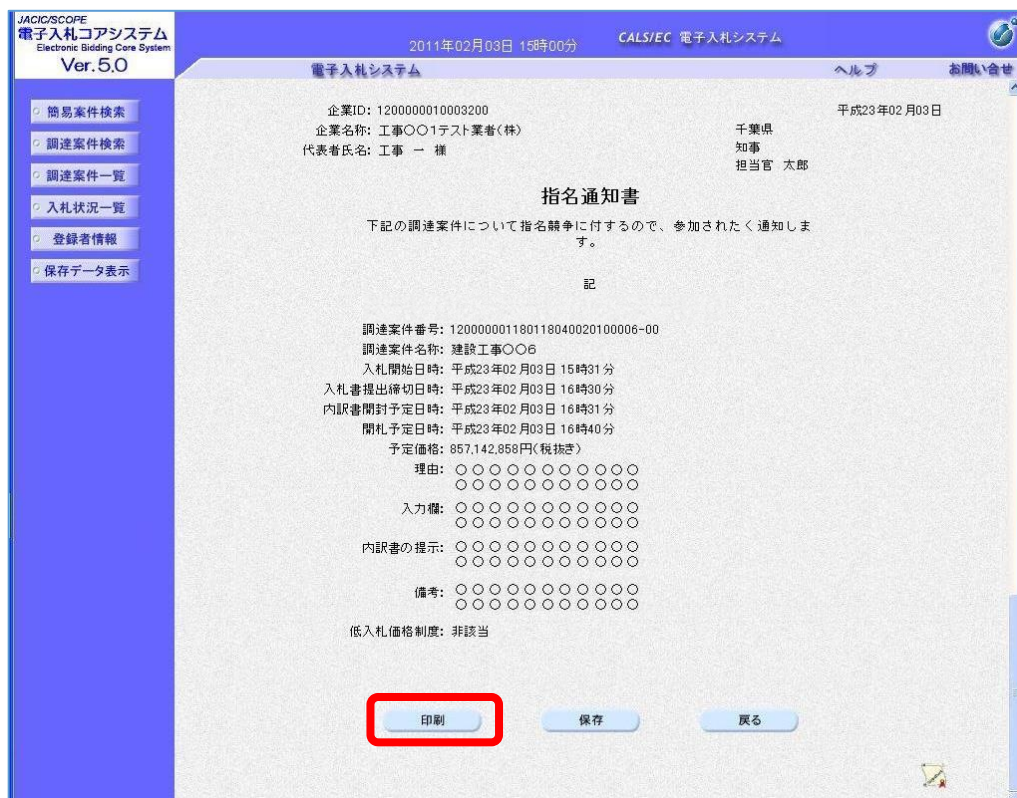 JACIC/SCOPE
電子入札コアシステム
Electronic Bidding Core System
Ver.5.0
2011年02月03日 15時00分
CALS/EC 電子入札システム
電子入札システム
ヘルプ
お問い合せ
簡易案件検索
調達案件検索
調達案件一覧
入札状況一覧
登録者情報
保存データ表示
企業ID: 1200000010003200
平成23年02月03日
企業名称: 工事○○1テスト業者(株)
千葉県
代表者氏名: 工事 一 様
知事
担当官 太郎
指名通知書
下記の調達案件について指名競争に付するので、参加されたく通知しま
す。
記
調達案件番号: 1200000011801180400201​00006-00
調達案件名称: 建設工事○○6
入札開始日時: 平成23年02月03日 15時31分
入札書提出締切日時: 平成23年02月03日 16時30分
内訳書開封予定日時: 平成23年02月03日 16時31分
開札予定日時: 平成23年02月03日 16時40分
予定価格: 857,142,858円(税抜き)
理由: ○○○○○○○○○○○
○○○○○○○○○○○
入力欄: ○○○○○○○○○○○
○○○○○○○○○○○
内訳書の提示: ○○○○○○○○○○○
○○○○○○○○○○○
備考: ○○○○○○○○○○○
○○○○○○○○○○○
低入札価格制度: 非該当
印刷
保存
戻る